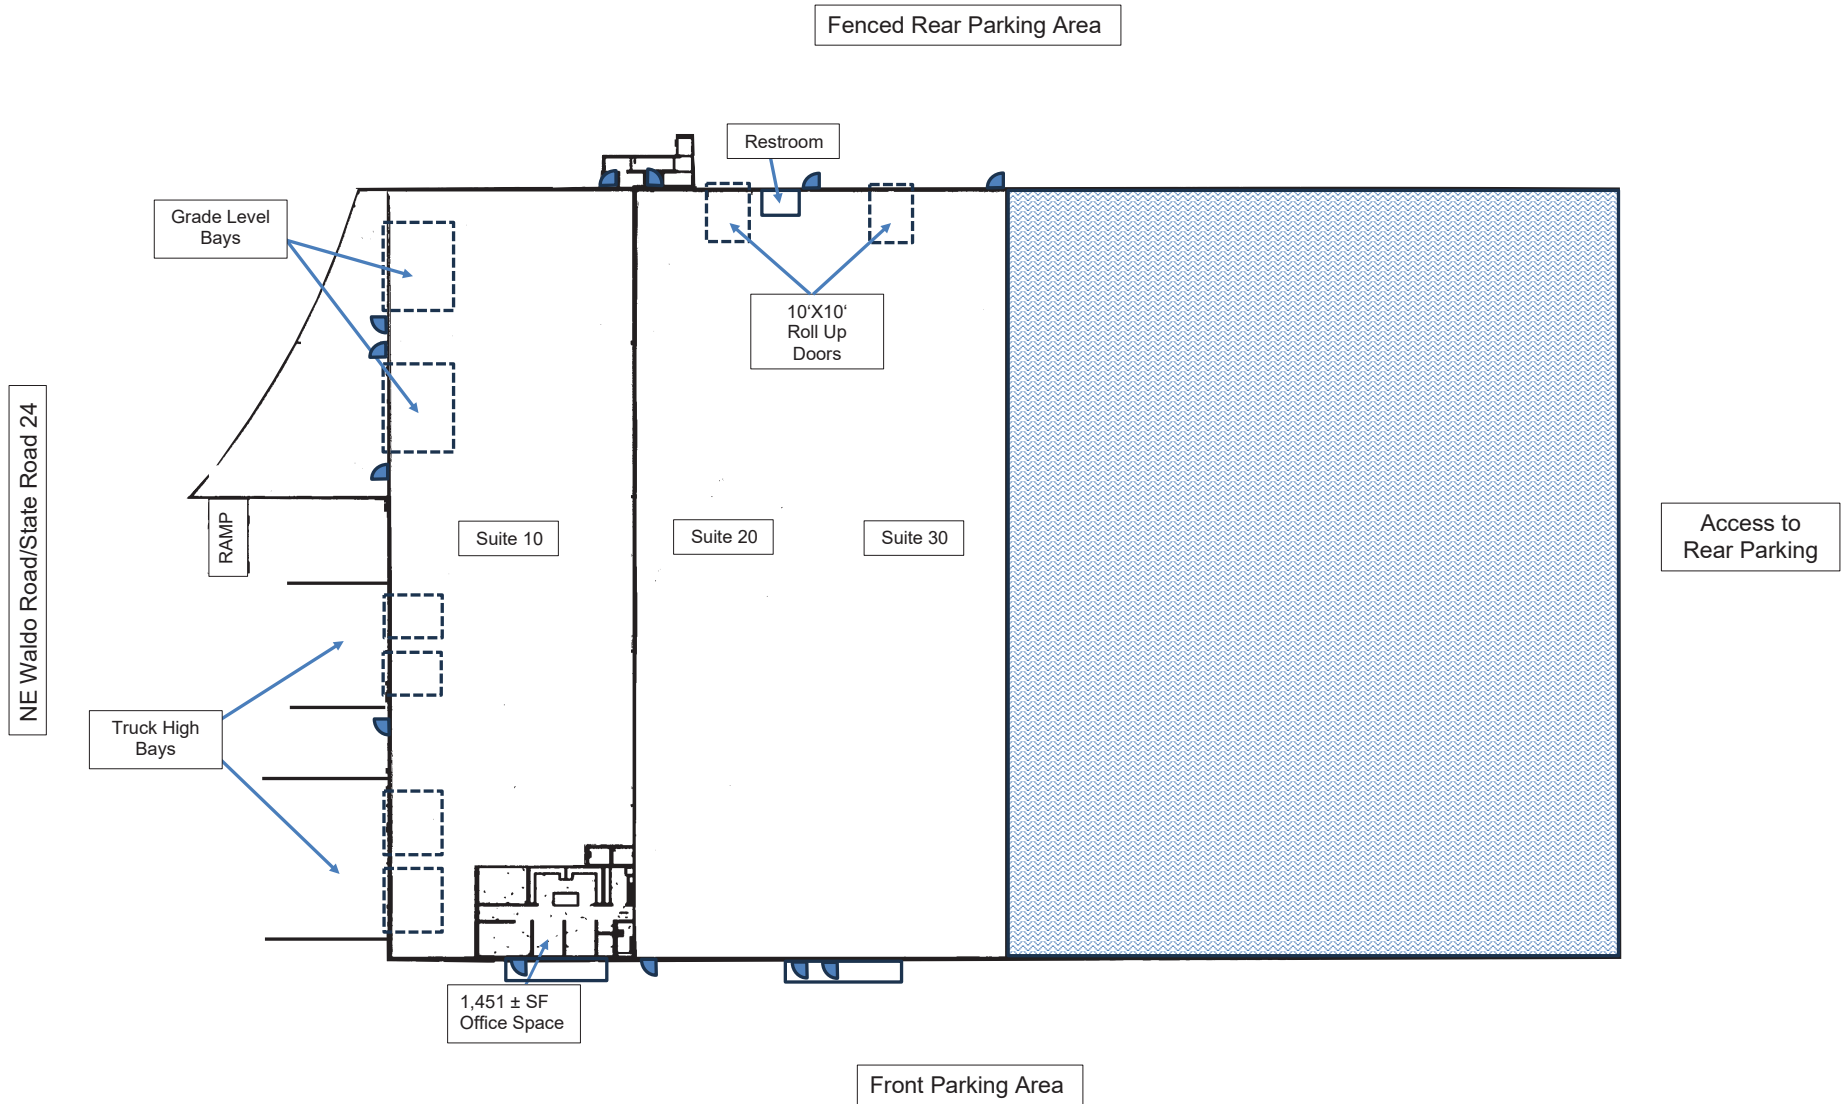 Fenced Rear Parking Area
Restroom
Grade Level
Bays
10‘X10‘
Roll Up
Doors
NE Waldo Road/State Road 24
RAMP
Suite 10
Suite 20
Suite 30
Access to
Rear Parking
Truck High
Bays
1,451 ± SF
Office Space
Front Parking Area